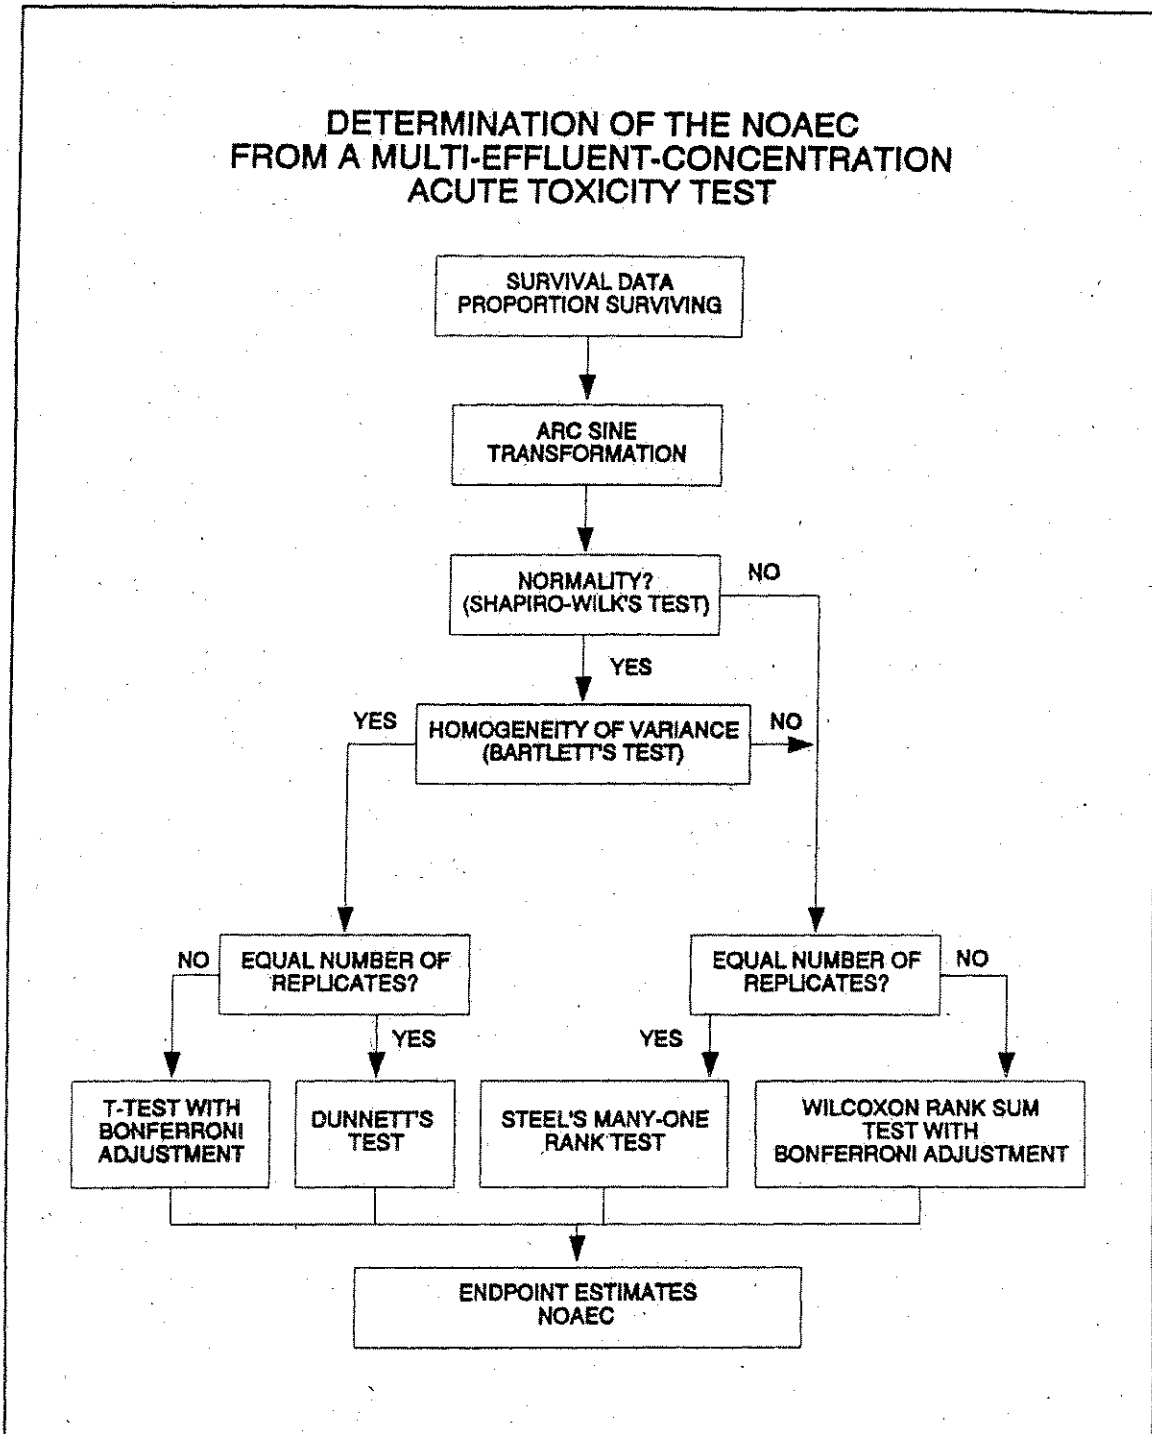 DETERMINATION OF THE NOAEC
FROM A MULTI-EFFLUENT-CONCENTRATION
ACUTE TOXICITY TEST
SURVIVAL DATA
PROPORTION SURVIVING
ARC SINE
TRANSFORMATION
NORMALITY?
(SHAPIRO-WILK'S TEST)
NO
YES
YES
HOMOGENEITY OF VARIANCE
(BARTLETT'S TEST)
NO
NO
EQUAL NUMBER OF
REPLICATES?
EQUAL NUMBER OF
REPLICATES?
NO
YES
YES
T-TEST WITH
BONFERRONI
ADJUSTMENT
DUNNETT'S
TEST
STEEL'S MANY-ONE
RANK TEST
WILCOXON RANK SUM
TEST WITH
BONFERRONI ADJUSTMENT
ENDPOINT ESTIMATES
NOAEC